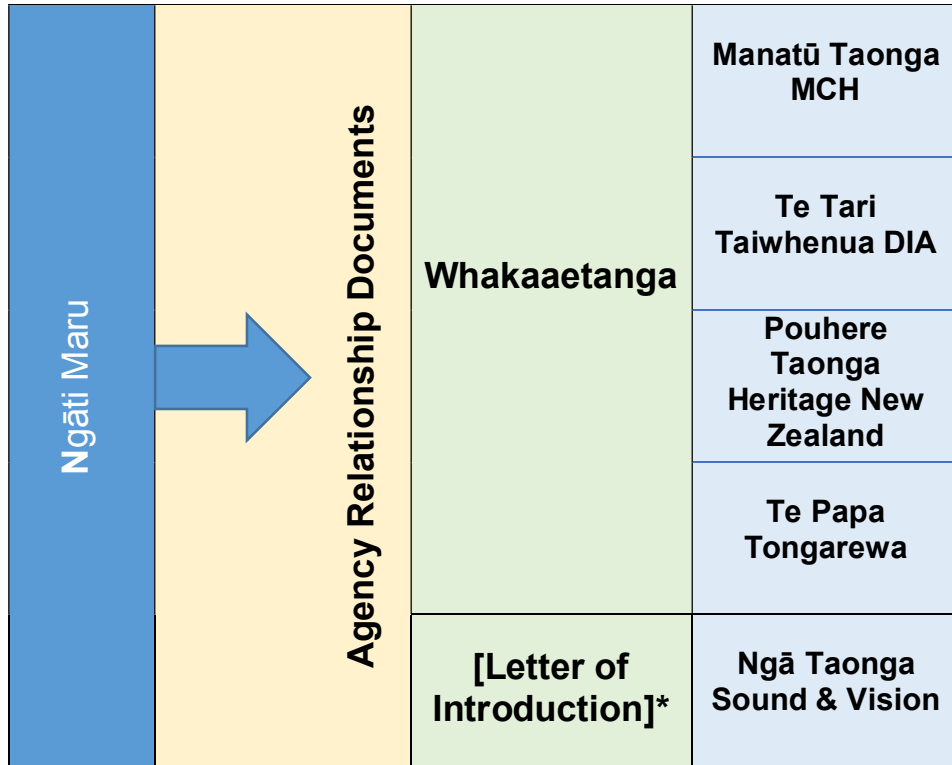 Ngāti Maru
Agency Relationship Documents
Whakaaetanga
Manatū Taonga
MCH
Te Tari
Taiwhenua DIA
Pouhere
Taonga
Heritage New
Zealand
Te Papa
Tongarewa
[Letter of
Introduction]*
Ngā Taonga
Sound & Vision